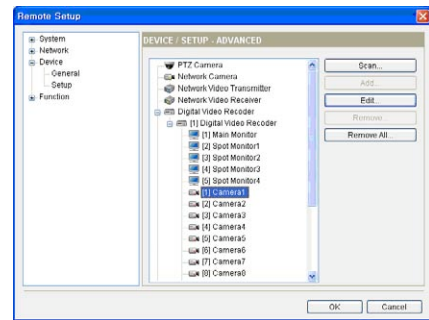 Remote Setup
System
Network
Device
General
Setup
Function
DEVICE / SETUP - ADVANCED
PTZ Camera
Network Camera
Network Video Transmitter
Network Video Receiver
Digital Video Recoder
[1] Digital Video Recoder
[1] Main Monitor
[2] Spot Monitor1
[3] Spot Monitor2
[4] Spot Monitor3
[5] Spot Monitor4
[1] Camera1
[2] Camera2
[3] Camera3
[4] Camera4
[5] Camera5
[6] Camera6
[7] Camera7
[8] Camera8
Scan...
Add...
Edit...
Remove...
Remove All...
OK
Cancel